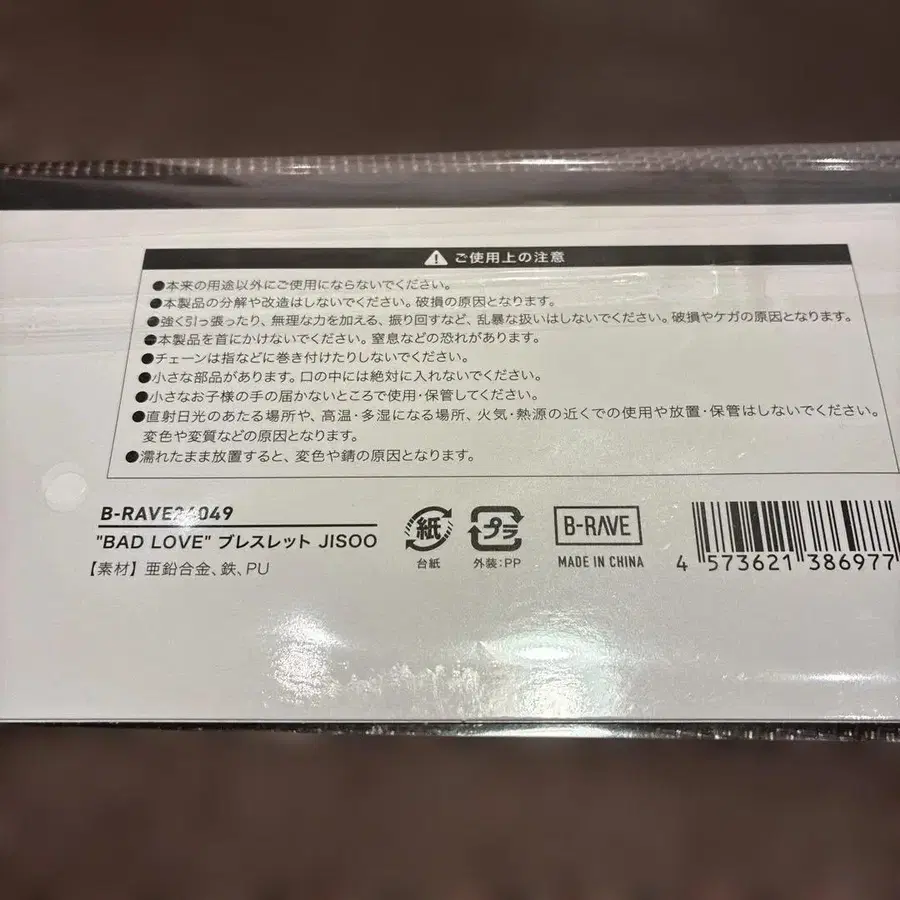 ご使用上の注意
●本来の用途以外にご使用にならないでください。
●本製品の分解や改造はしないでください。破損の原因となります。
●強く引っ張ったり、無理な力を加える、振り回すなど、乱暴な扱いはしないでください。破損やケガの原因となります。
●本製品を首にかけないでください。窒息などの恐れがあります。
●チェーンは指などに巻き付けたりしないでください。
●小さな部品があります。口の中には絶対に入れないでください。
●小さなお子様の手の届かないところで使用・保管してください。
●直射日光のあたる場所や、高温・多湿になる場所、火気・熱源の近くでの使用や放置・保管はしないでください。
変色や変質などの原因となります。
●濡れたまま放置すると、変色や錆の原因となります。
B-RAVE24049
"BAD LOVE" ブレスレット JISOO
【素材】亜鉛合金、鉄、PU
紙
台紙
プラ
外装:PP
B-RAVE
MADE IN CHINA
4 573621 386977